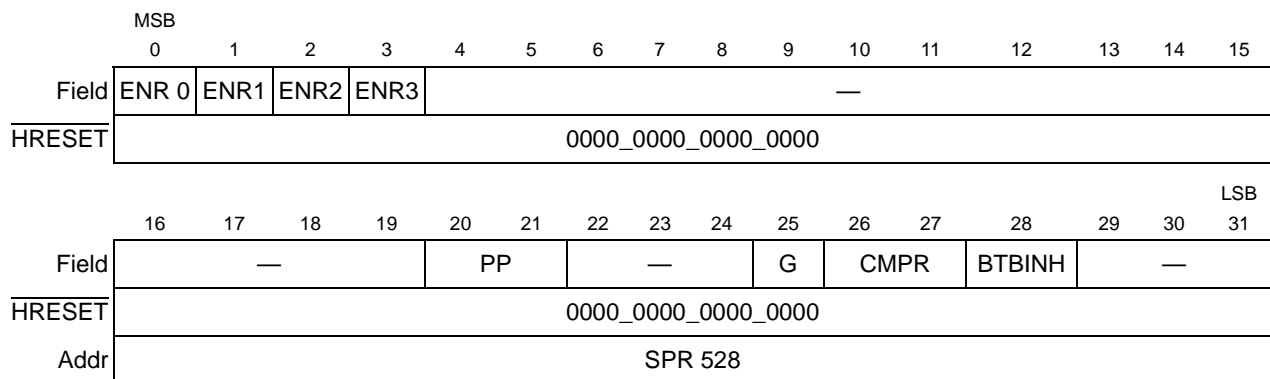 MSB
0 1 2 3 4 5 6 7 8 9 10 11 12 13 14 15
Field ENR 0 ENR1 ENR2 ENR3 —
HRESET 0000_0000_0000_0000
LSB
16 17 18 19 20 21 22 23 24 25 26 27 28 29 30 31
Field — PP — G CMPR BTBINH —
HRESET 0000_0000_0000_0000
Addr SPR 528